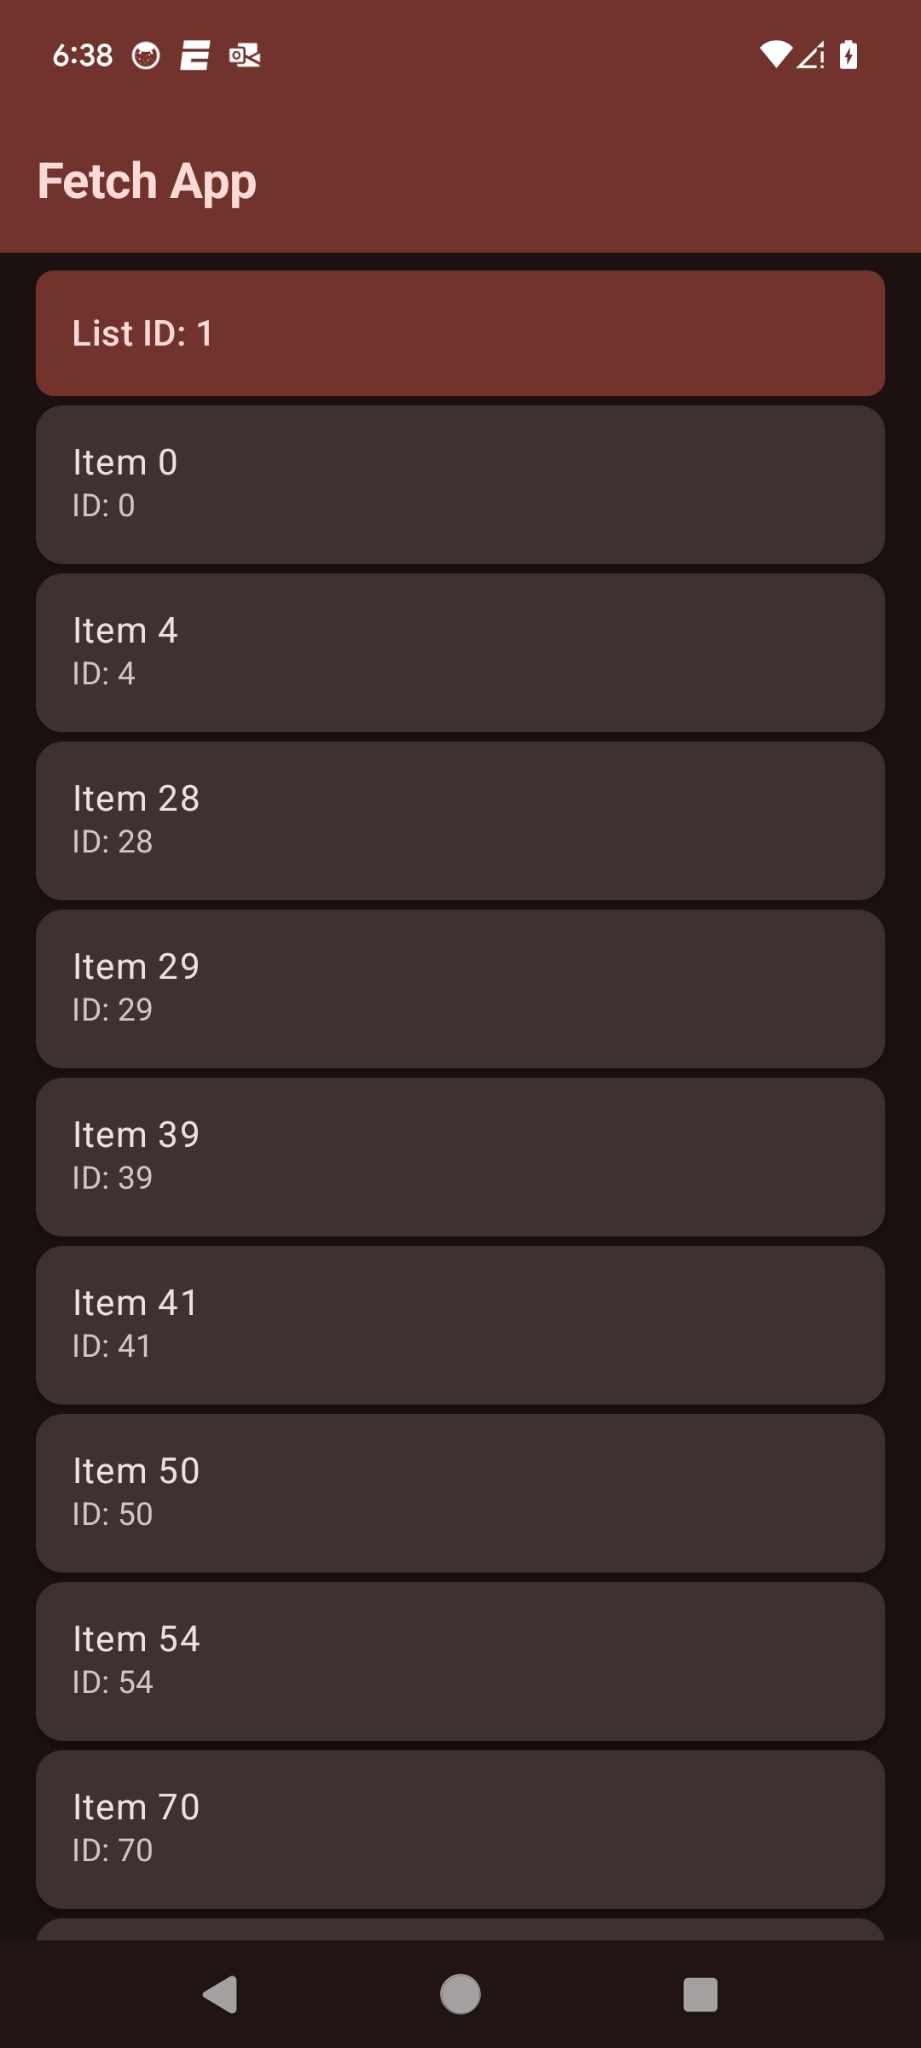 6:38
Fetch App
List ID: 1
Item 0
ID: 0
Item 4
ID: 4
Item 28
ID: 28
Item 29
ID: 29
Item 39
ID: 39
Item 41
ID: 41
Item 50
ID: 50
Item 54
ID: 54
Item 70
ID: 70